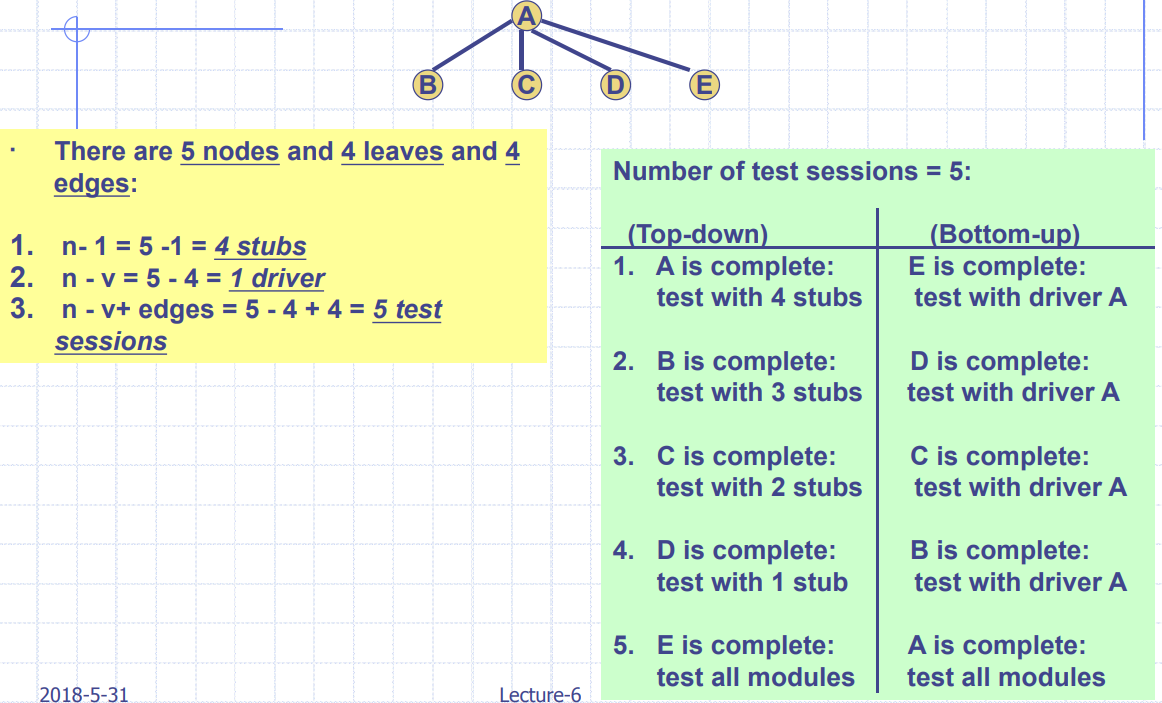 A
B C D E
· There are 5 nodes and 4 leaves and 4
edges:
1. n- 1 = 5 -1 = 4 stubs
2. n - v = 5 - 4 = 1 driver
3. n - v+ edges = 5 - 4 + 4 = 5 test
sessions
Number of test sessions = 5:
(Top-down) (Bottom-up)
1. A is complete: E is complete:
test with 4 stubs test with driver A
2. B is complete: D is complete:
test with 3 stubs test with driver A
3. C is complete: C is complete:
test with 2 stubs test with driver A
4. D is complete: B is complete:
test with 1 stub test with driver A
5. E is complete: A is complete:
test all modules test all modules
2018-5-31 Lecture-6